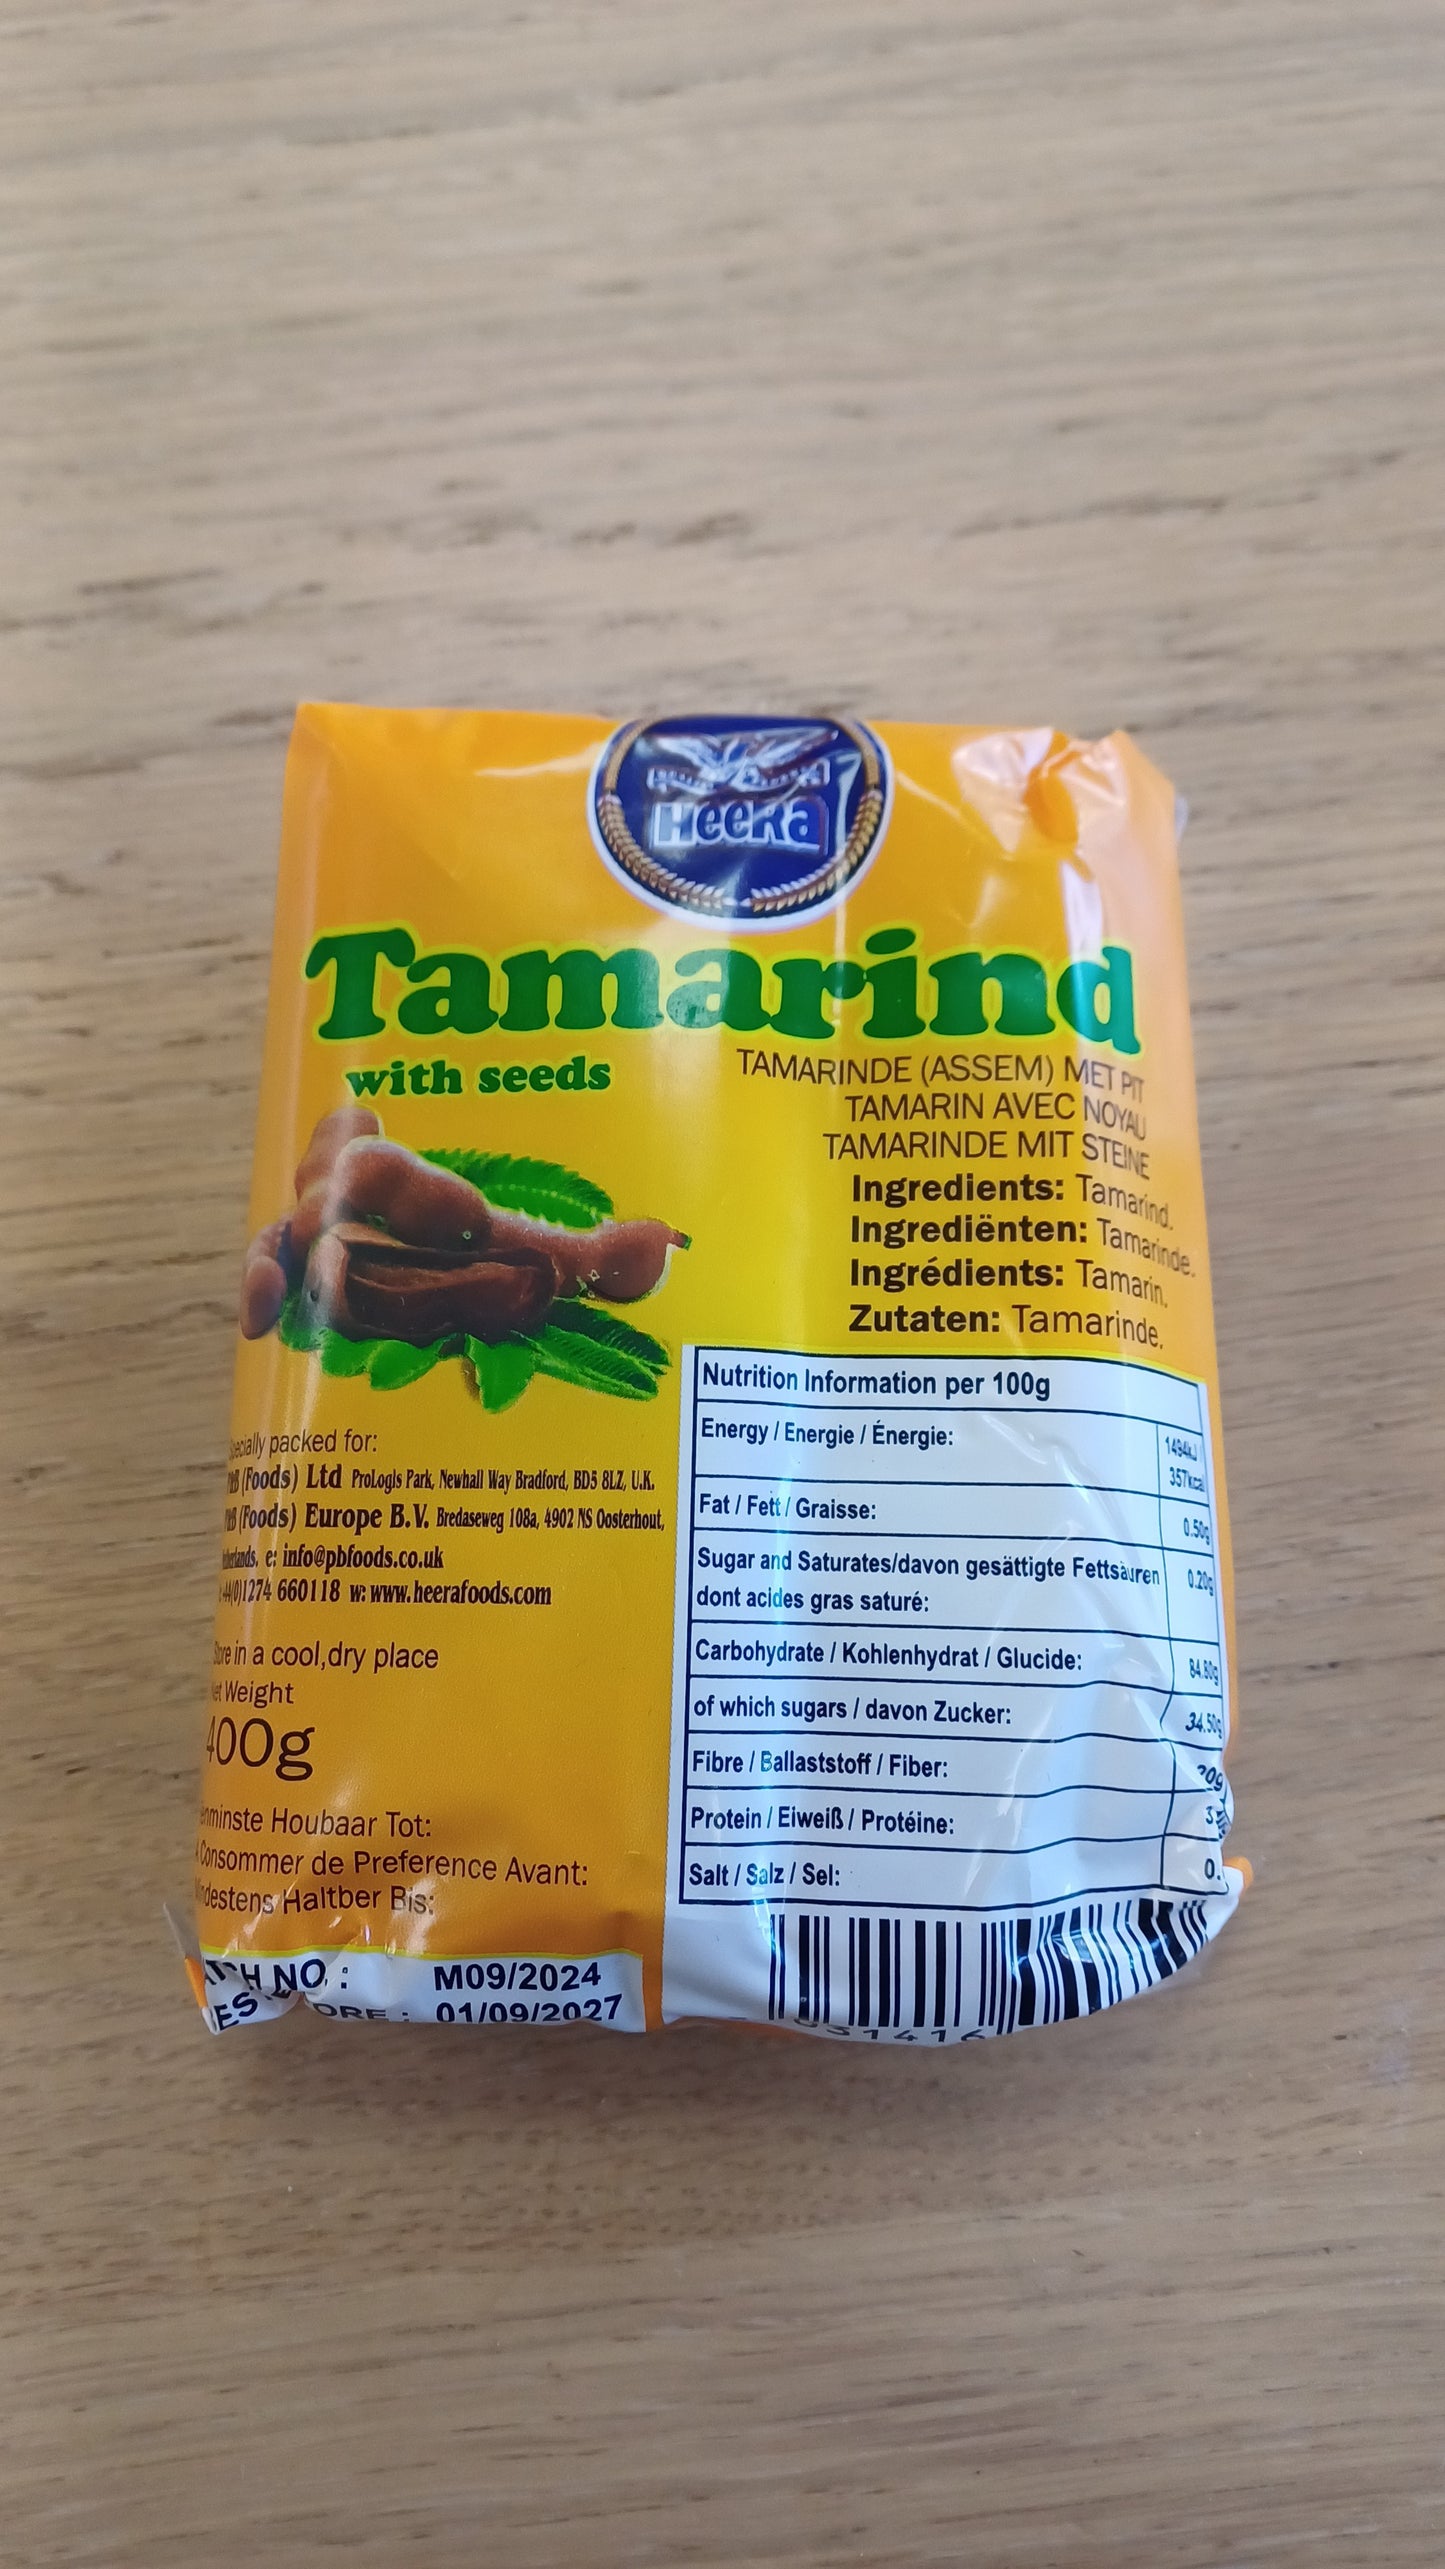 Heera
Tamarind
with seeds
TAMARINDE (ASSEM) MET PIT
TAMARIN AVEC NOYAU
TAMARINDE MIT STEINE
Ingredients: Tamarind.
Ingrediënten: Tamarinde.
Ingrédients: Tamarin.
Zutaten: Tamarinde.
packed for:
(Foods) Ltd ProLogis Park, Newhall Way Bradford, BD5 8LZ, U.K.
(Foods) Europe B.V. Bredaseweg 108a, 4902 NS Oosterhout,
e: info@pbfoods.co.uk
(0)1274 660118 w: www.heerafoods.com
in a cool,dry place
Weight
400g
Houbaar Tot:
Consommer de Preference Avant:
Haltber Bis:
NO. : M09/2024
01/09/2027
Nutrition Information per 100g
Energy / Energie / Énergie: 1494kJ
357kcal
Fat / Fett / Graisse: 0.50g
Sugar and Saturates/davon gesättigte Fettsäuren 0.20g
dont acides gras saturé:
Carbohydrate / Kohlenhydrat / Glucide: 84.80g
of which sugars / davon Zucker: 34.50g
Fibre / Ballaststoff / Fiber:
Protein / Eiweiß / Protéine:
Salt / Salz / Sel: